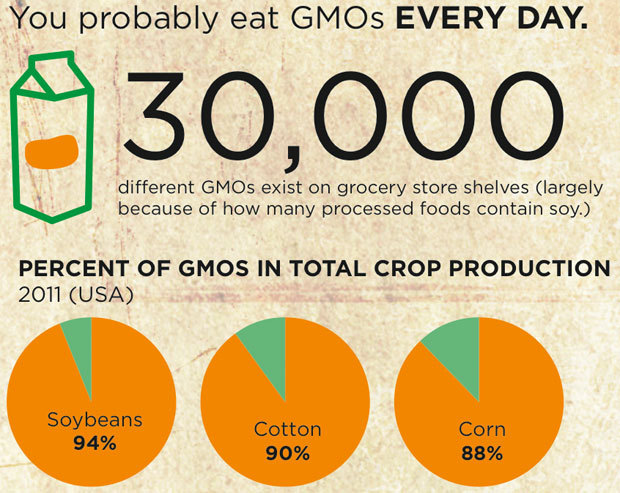 You probably eat GMOs EVERY DAY.
30,000
different GMOs exist on grocery store shelves (largely
because of how many processed foods contain soy.)
PERCENT OF GMOS IN TOTAL CROP PRODUCTION
2011 (USA)
Soybeans
94%
Cotton
90%
Corn
88%